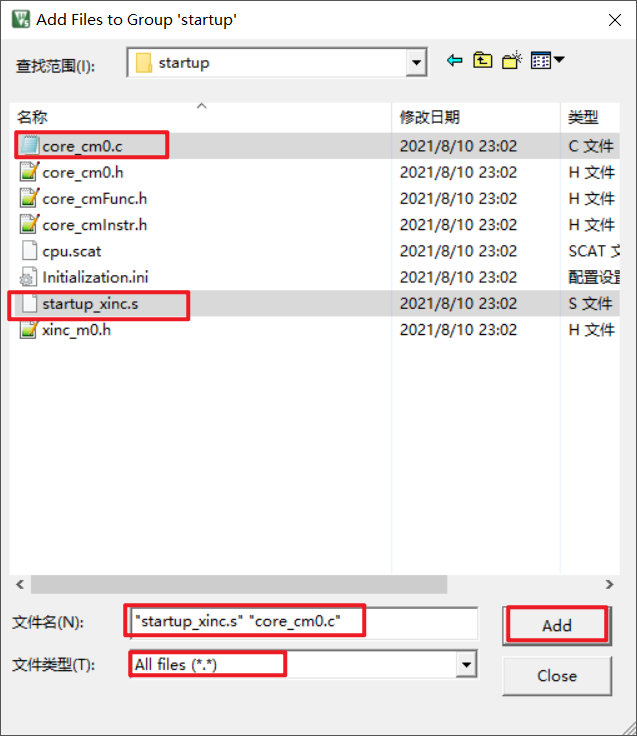 Add Files to Group 'startup'
查找范围(I): startup
名称 修改日期 类型
core_cm0.c 2021/8/10 23:02 C 文件
core_cm0.h 2021/8/10 23:02 H 文件
core_cmFunc.h 2021/8/10 23:02 H 文件
core_cmInstr.h 2021/8/10 23:02 H 文件
cpu.scat 2021/8/10 23:02 SCAT 文
Initialization.ini 2021/8/10 23:02 配置设置
startup_xinc.s 2021/8/10 23:02 S 文件
xinc_m0.h 2021/8/10 23:02 H 文件
文件名(N): "startup_xinc.s" "core_cm0.c" Add
文件类型(T): All files (*.*) Close